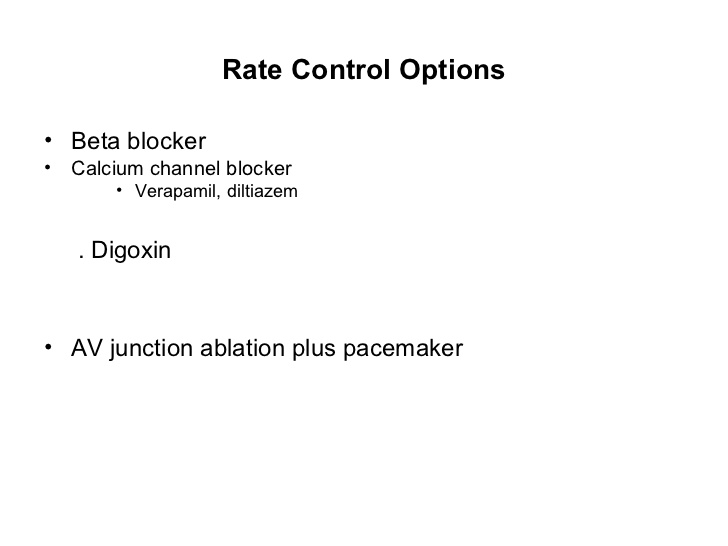 Rate Control Options
• Beta blocker
• Calcium channel blocker
• Verapamil, diltiazem
. Digoxin
• AV junction ablation plus pacemaker